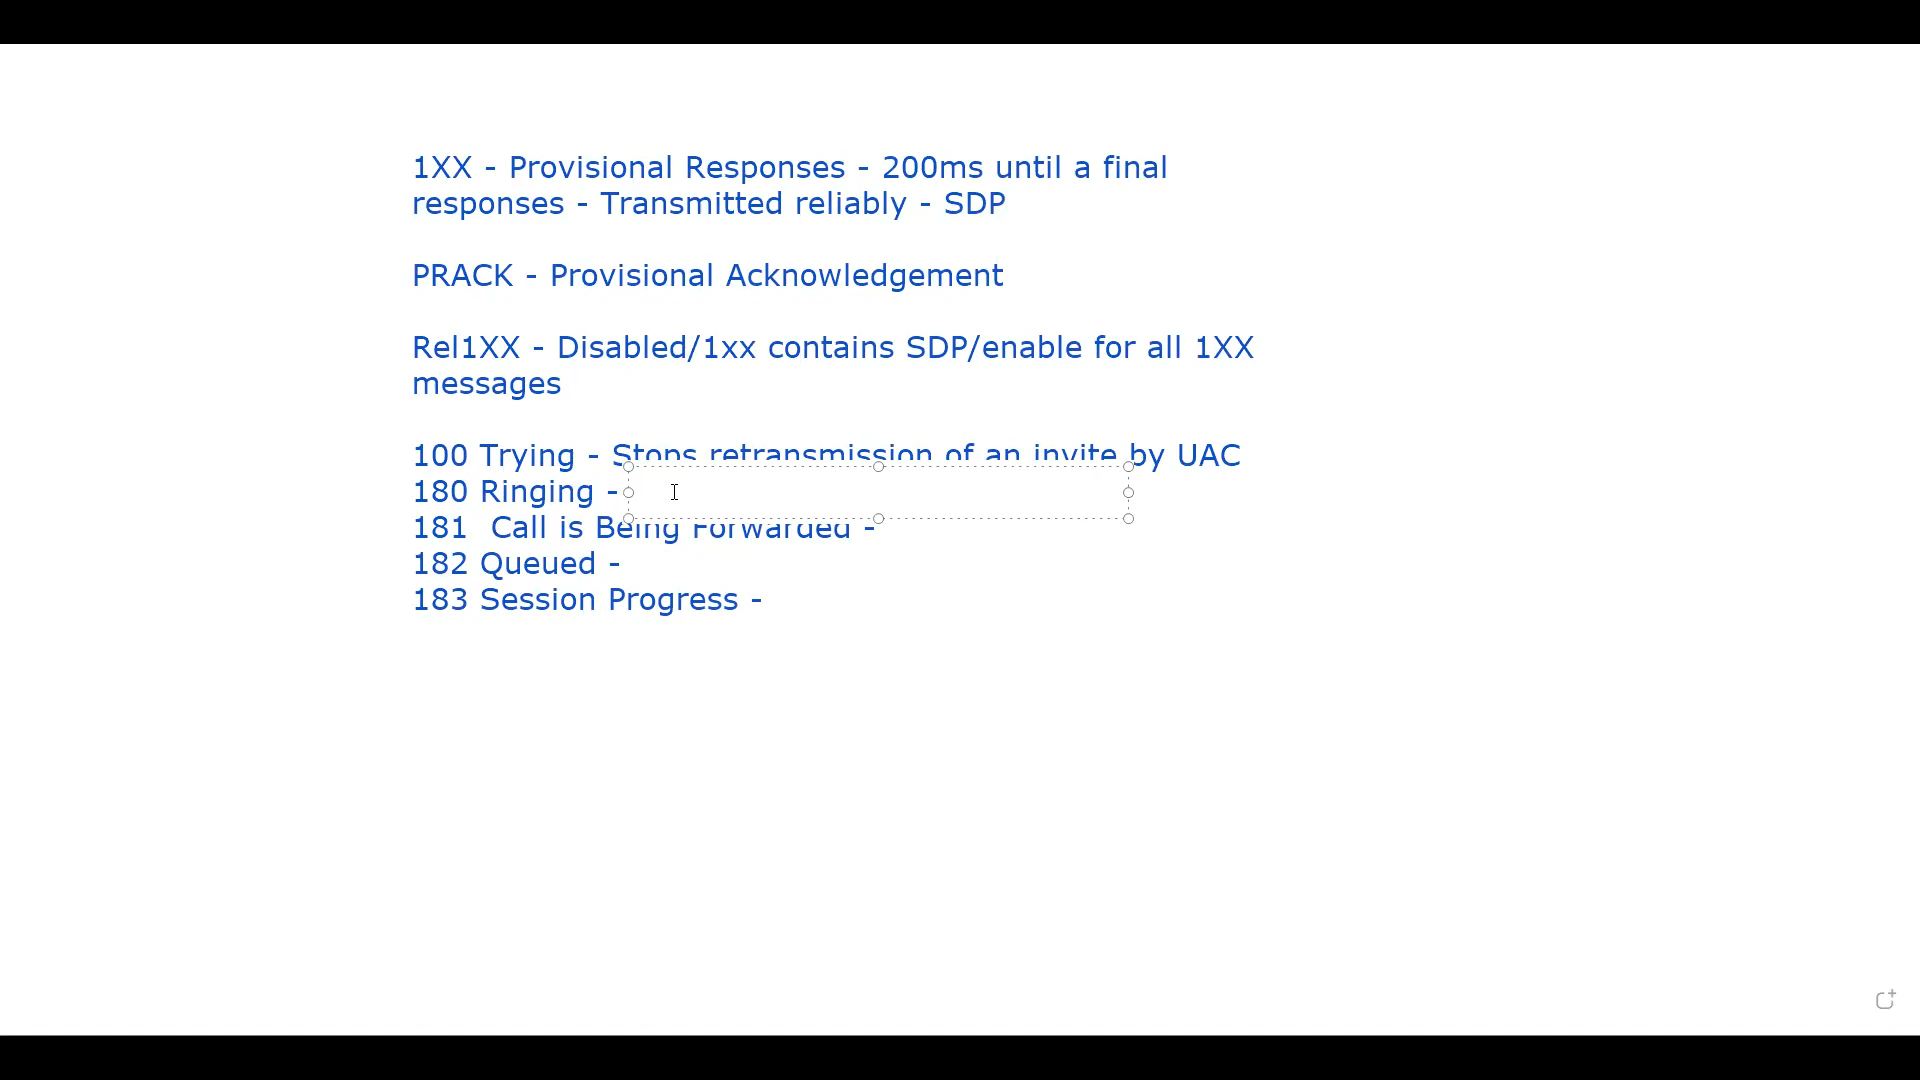 1XX - Provisional Responses - 200ms until a final
responses - Transmitted reliably - SDP
PRACK - Provisional Acknowledgement
Rel1XX - Disabled/1xx contains SDP/enable for all 1XX
messages
100 Trying - Stops retransmission of an invite by UAC
180 Ringing -
181  Call is Being Forwarded -
182 Queued -
183 Session Progress -